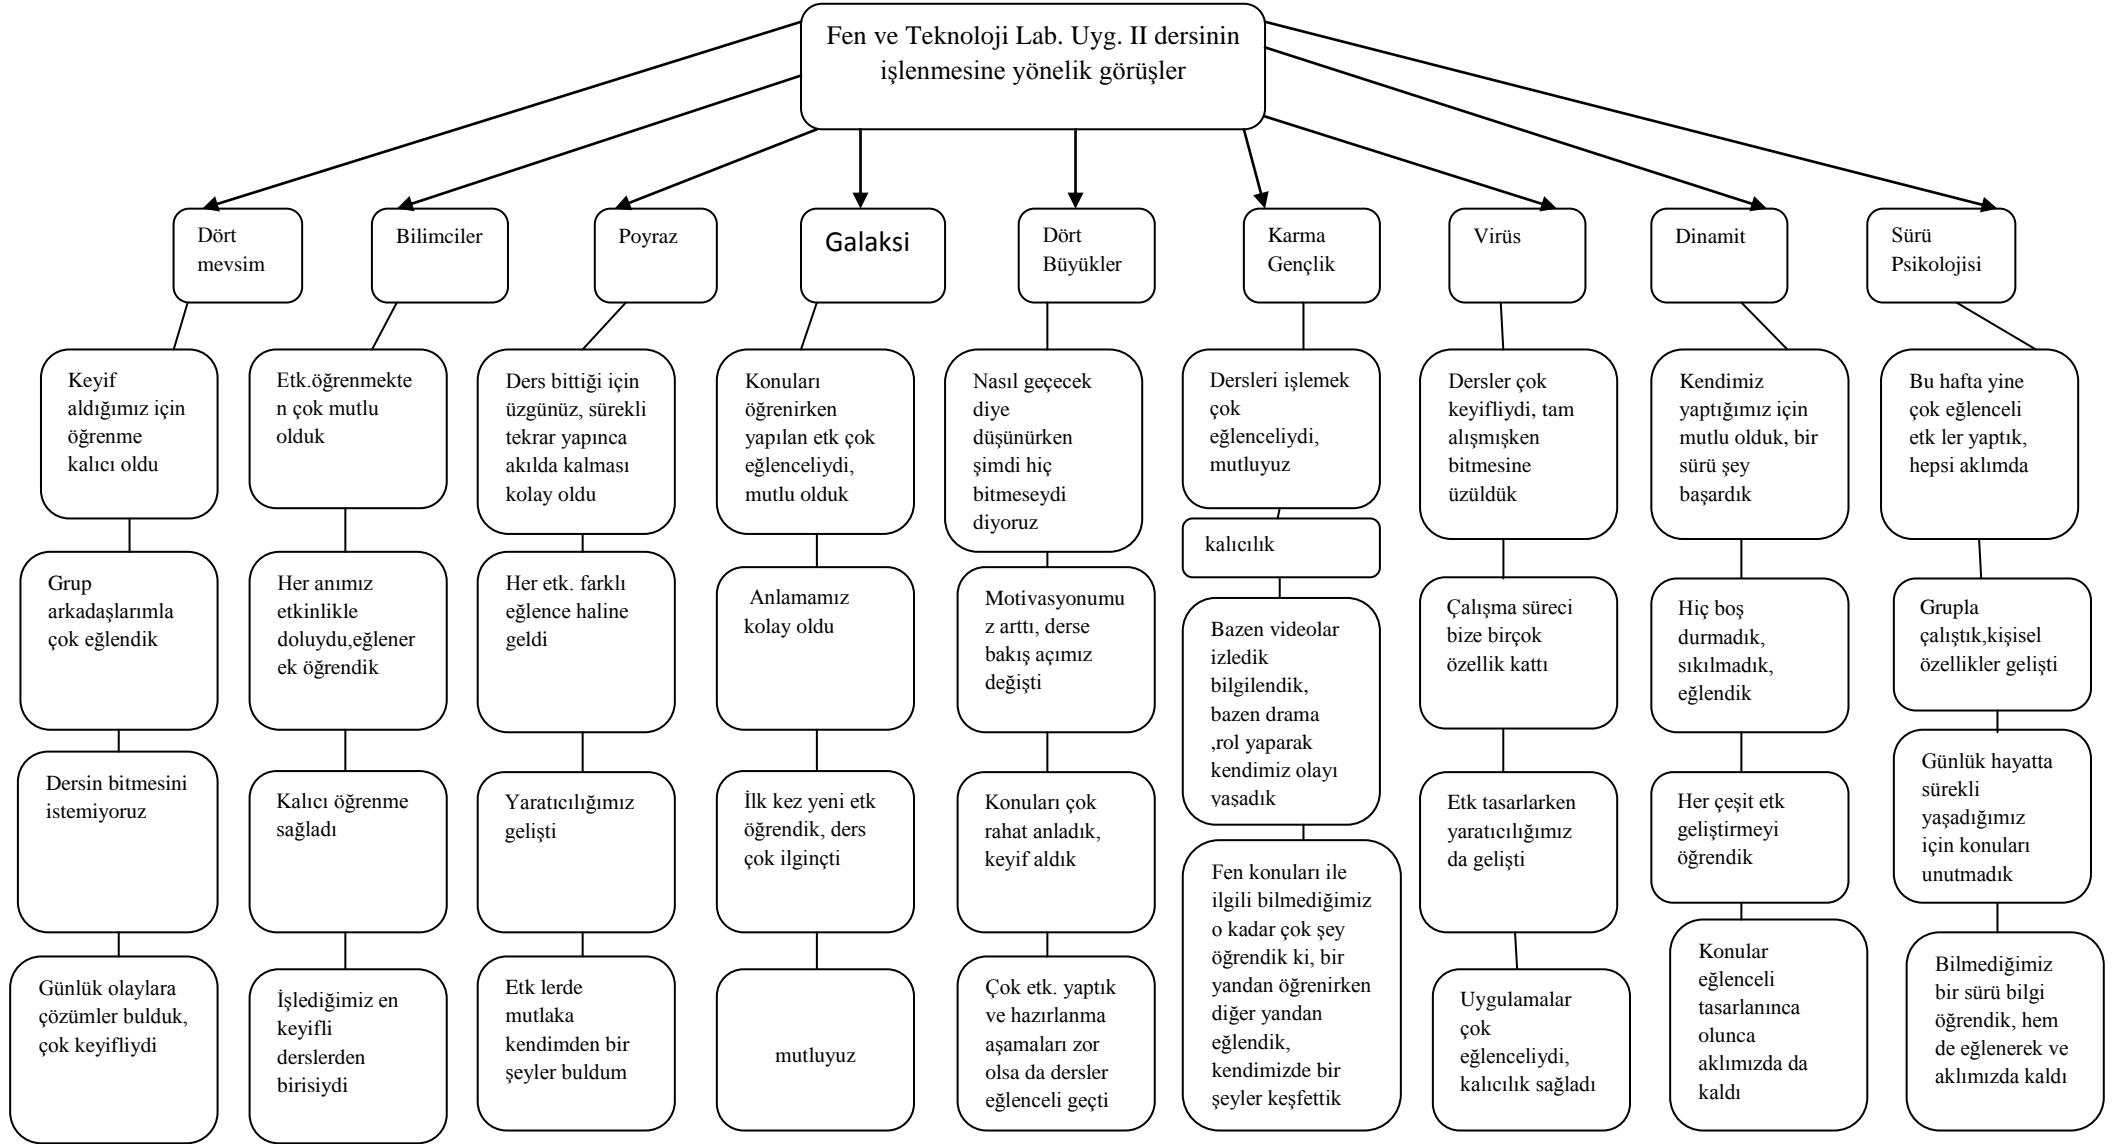 Fen ve Teknoloji Lab. Uyg. II dersinin
işlenmesine yönelik görüşler
Dört
mevsim
Bilimciler
Poyraz
Galaksi
Dört
Büyükler
Karma
Gençlik
Virüs
Dinamit
Sürü
Psikolojisi
Keyif
aldığımız için
öğrenme
kalıcı oldu
Etk.öğrenmekte
n çok mutlu
olduk
Ders bittiği için
üzgünüz, sürekli
tekrar yapınca
akılda kalması
kolay oldu
Konuları
öğrenirken
yapılan etk çok
eğlenceliydi,
mutlu olduk
Nasıl geçecek
diye
düşünürken
şimdi hiç
bitmeseydi
diyoruz
Dersleri işlemek
çok
eğlenceliydi,
mutluyuz
Dersler çok
keyifliydi, tam
alışmışken
bitmesine
üzüldük
Kendimiz
yaptığımız için
mutlu olduk, bir
sürü şey
başardık
Bu hafta yine
çok eğlenceli
etk ler yaptık,
hepsi aklımda
Grup
arkadaşlarımla
çok eğlendik
Her anımız
etkinlikle
doluydu,eğlener
ek öğrendik
Her etk. farklı
eğlence haline
geldi
Anlamamız
kolay oldu
Motivasyonumu
z arttı, derse
bakış açımız
değişti
kalıcılık
Çalışma süreci
bize birçok
özellik kattı
Hiç boş
durmadık,
sıkılmadık,
eğlendik
Grupla
çalıştık,kişisel
özellikler gelişti
Dersin bitmesini
istemiyoruz
Kalıcı öğrenme
sağladı
Yaratıcılığımız
gelişti
İlk kez yeni etk
öğrendik, ders
çok ilginçti
Konuları çok
rahat anladık,
keyif aldık
Bazen videolar
izledik
bilgilendik,
bazen drama
,rol yaparak
kendimiz olayı
yaşadık
Etk tasarlarken
yaratıcılığımız
da gelişti
Her çeşit etk
geliştirmeyi
öğrendik
Günlük hayatta
sürekli
yaşadığımız
için konuları
unutmadık
Günlük olaylara
çözümler bulduk,
çok keyifliydi
İşlediğimiz en
keyifli
derslerden
birisiydi
Etk lerde
mutlaka
kendimden bir
şeyler buldum
mutluyuz
Çok etk. yaptık
ve hazırlanma
aşamaları zor
olsa da dersler
eğlenceli geçti
Fen konuları ile
ilgili bilmediğimiz
o kadar çok şey
öğrendik ki, bir
yandan öğrenirken
diğer yandan
eğlendik,
kendimizde bir
şeyler keşfettik
Uygulamalar
çok
eğlenceliydi,
kalıcılık sağladı
Konular
eğlenceli
tasarlanınca
olunca
aklımızda da
kaldı
Bilmediğimiz
bir sürü bilgi
öğrendik, hem
de eğlenerek ve
aklımızda kaldı